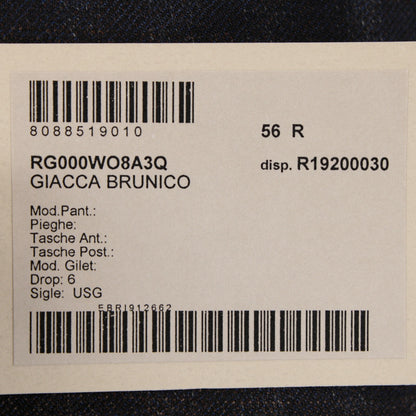 8088519010
56 R
RG000WO8A3Q
disp. R19200030
GIACCA BRUNICO
Mod.Pant.:
Pieghe:
Tasche Ant.:
Tasche Post.:
Mod. Gilet:
Drop: 6
Sigle: USG
EBRI912662